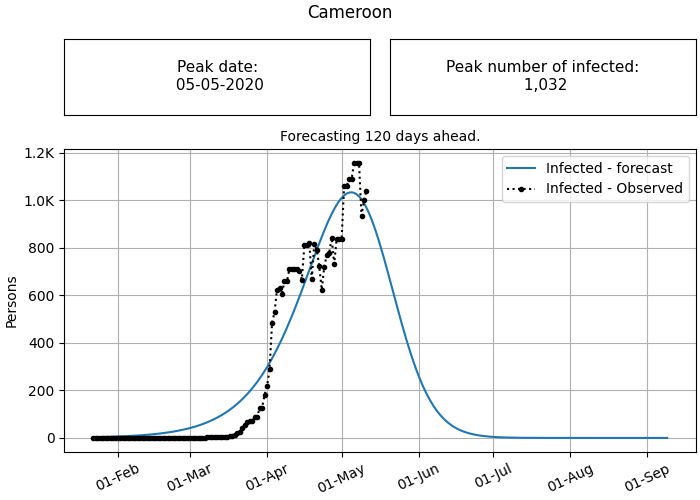 Cameroon
Peak date:
05-05-2020
Peak number of infected:
1,032
Forecasting 120 days ahead.
Infected - forecast
Infected - Observed
1.2K
1.0K
800
600
400
200
0
Persons
01-Feb
01-Mar
01-Apr
01-May
01-Jun
01-Jul
01-Aug
01-Sep